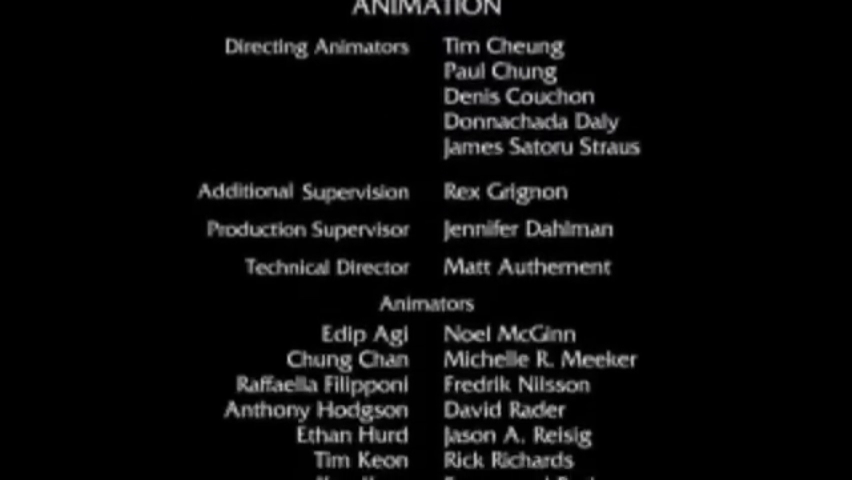 ANIMATION
Directing Animators Tim Cheung
Paul Chung
Denis Couchon
Donnachada Daly
James Satoru Straus
Additional Supervision Rex Grignon
Production Supervisor Jennifer Dahlman
Technical Director Matt Authement
Animators
Edip Agi Noel McGinn
Chung Chan Michelle R. Meeker
Raffaella Filipponi Fredrik Nilsson
Anthony Hodgson David Rader
Ethan Hurd Jason A. Reisig
Tim Keon Rick Richards